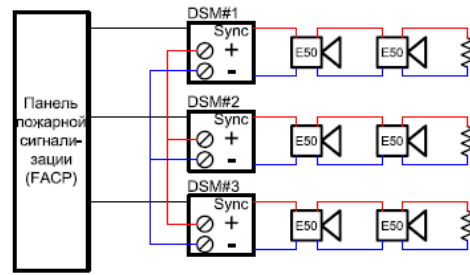 DSM#1
Sync
+
-
E50
E50
Панель
пожарной
сигнали-
зации
(FACP)
DSM#2
Sync
+
-
E50
E50
DSM#3
Sync
+
-
E50
E50